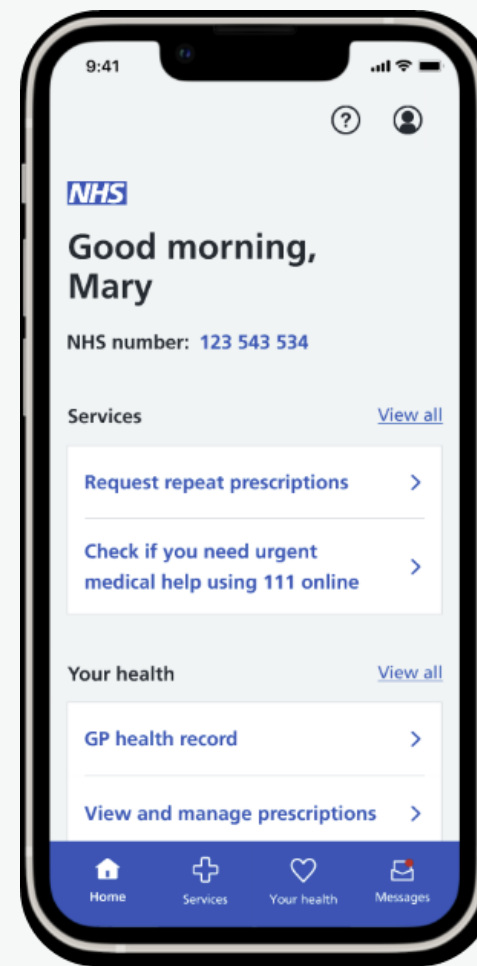 9:41
?
NHS
Good morning,
Mary
NHS number: 123 543 534
Services View all
Request repeat prescriptions
Check if you need urgent
medical help using 111 online
Your health View all
GP health record
View and manage prescriptions
Home Services Your health Messages